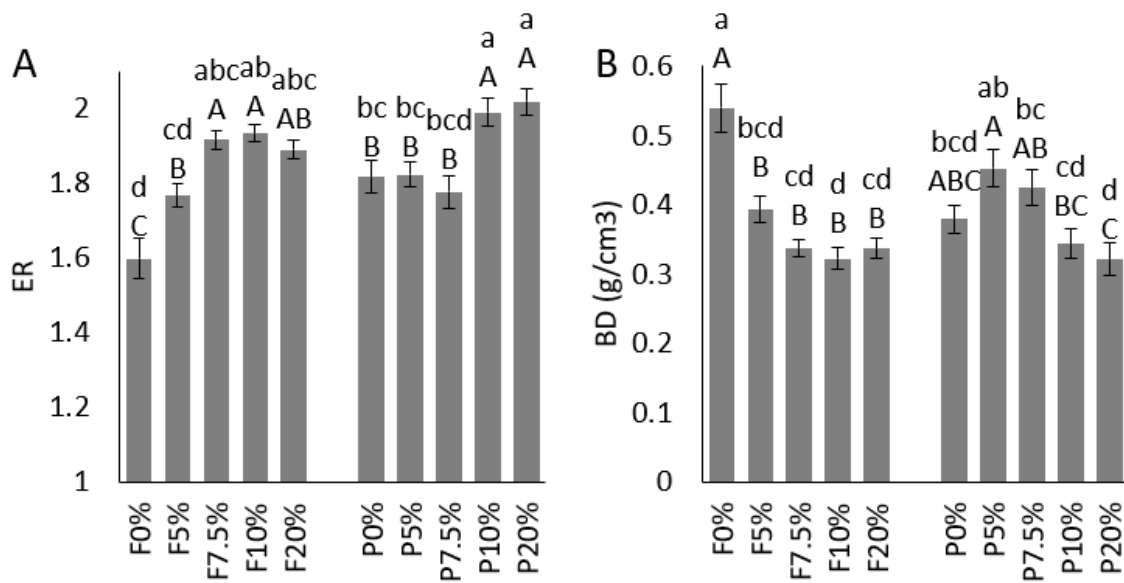 A
ER
2
1.8
1.6
1.4
1.2
1
d
C
cd
B
abc
A
ab
A
abc
AB
bc
B
bc
B
bcd
B
a
A
a
A
F0%
F5%
F7.5%
F10%
F20%
P0%
P5%
P7.5%
P10%
P20%
B
BD (g/cm3)
0.6
0.5
0.4
0.3
0.2
0.1
0
a
A
bcd
B
cd
B
d
B
cd
B
bcd
ABC
ab
A
bc
AB
cd
BC
d
C
F0%
F5%
F7.5%
F10%
F20%
P0%
P5%
P7.5%
P10%
P20%